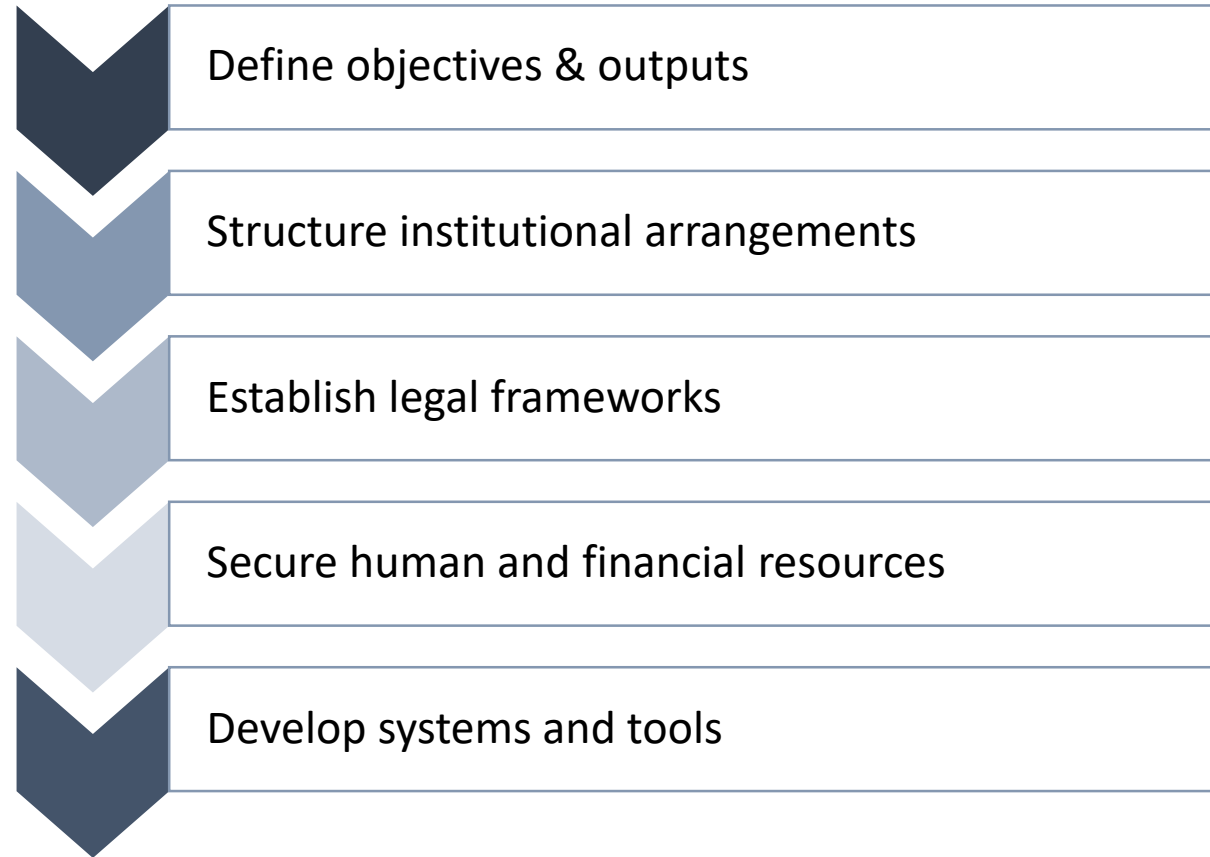 Define objectives & outputs
Structure institutional arrangements
Establish legal frameworks
Secure human and financial resources
Develop systems and tools